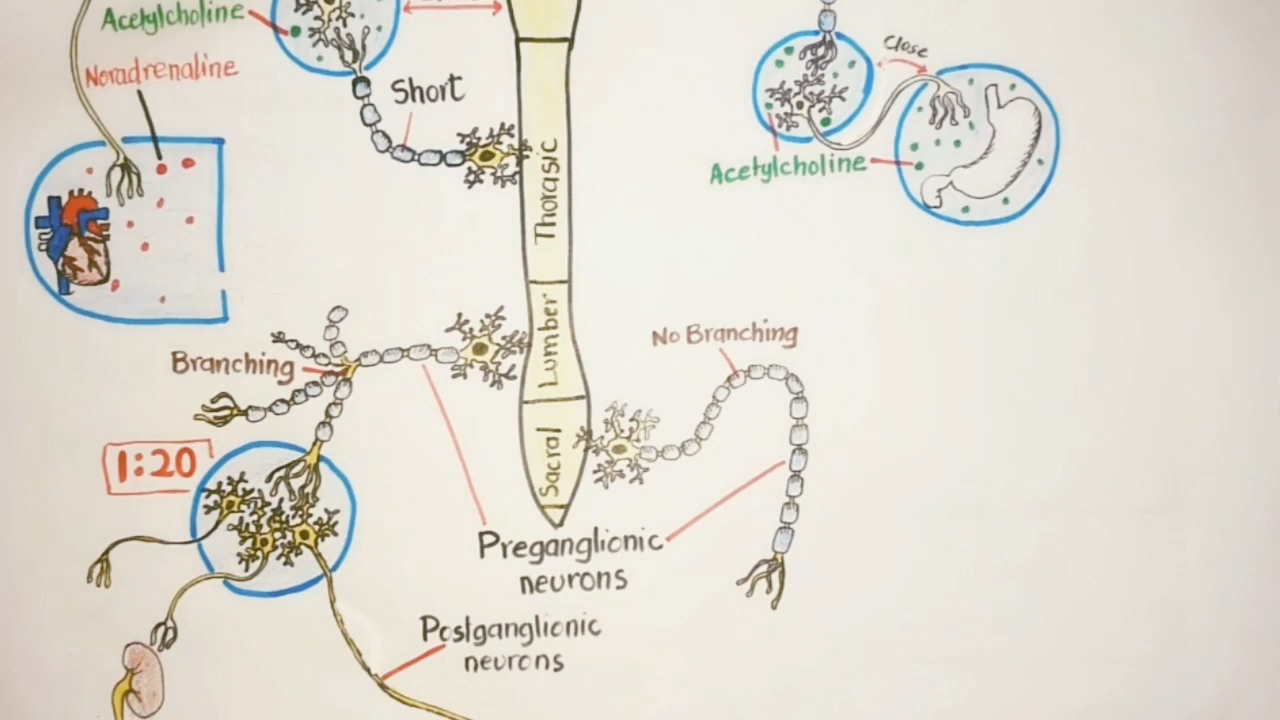 Acetylcholine
Noradrenaline
Short
Close
Acetylcholine
Thorasic
Lumber
Sacral
Branching
No Branching
1:20
Preganglionic
neurons
Postganglionic
neurons